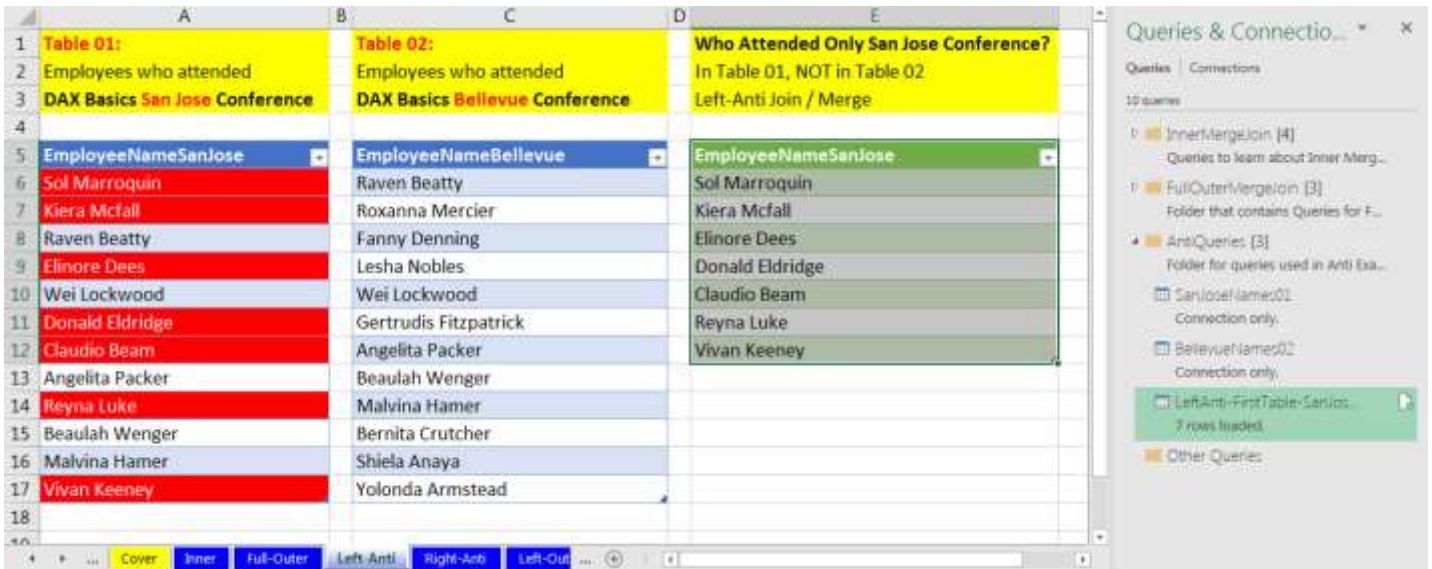 A B C D E
1 Table 01: Table 02: Who Attended Only San Jose Conference?
2 Employees who attended Employees who attended In Table 01, NOT in Table 02
3 DAX Basics San Jose Conference DAX Basics Bellevue Conference Left-Anti Join / Merge
4
5 EmployeeNameSanJose EmployeeNameBellevue EmployeeNameSanJose
6 Sol Marroquin Raven Beatty Sol Marroquin
7 Kiera Mcfall Roxanna Mercier Kiera Mcfall
8 Raven Beatty Fanny Denning Elinore Dees
9 Elinore Dees Lesha Nobles Donald Eldridge
10 Wei Lockwood Wei Lockwood Claudio Beam
11 Donald Eldridge Gertrudis Fitzpatrick Reyna Luke
12 Claudio Beam Angelita Packer Vivan Keeney
13 Angelita Packer Beaulah Wenger
14 Reyna Luke Malvina Hamer
15 Beaulah Wenger Bernita Crutcher
16 Malvina Hamer Shiela Anaya
17 Vivan Keeney Yolonda Armstead
18
... Cover Inner Full-Outer Left-Anti Right-Anti Left-Out ...
Queries & Connectio...
Queries | Connections
10 queries
InnerMergeJoin [4]
Queries to learn about Inner Merg...
FullOuterMergeJoin [3]
Folder that contains Queries for F...
AntiQueries [3]
Folder for queries used in Anti Exa...
SanJoseNames02
Connection only.
BellevueNames02
Connection only.
LeftAnti-FirstTable-SanJos...
7 rows loaded.
Other Queries